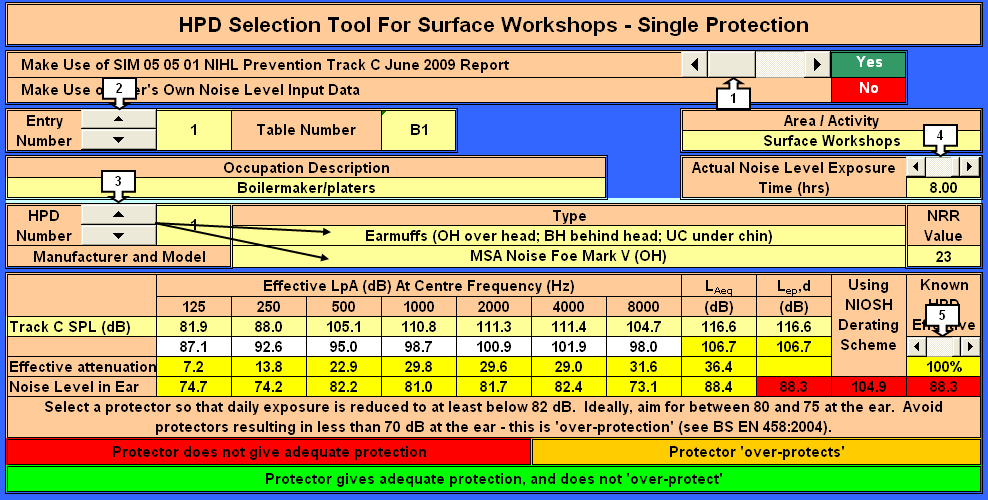 HPD Selection Tool For Surface Workshops - Single Protection
Make Use of SIM 05 05 01 NIHL Prevention Track C June 2009 Report
Yes
Make Use 's Own Noise Level Input Data
No
2
1
Entry
Number
1
Table Number
B1
Area / Activity
Surface Workshops
4
Occupation Description
Boilermaker/platers
Actual Noise Level Exposure
Time (hrs)
8.00
3
HPD
Number
1
Type
Earmuffs (OH over head; BH behind head; UC under chin)
NRR
Value
Manufacturer and Model
MSA Noise Foe Mark V (OH)
23
Effective LpA (dB) At Centre Frequency (Hz)
LAeq
Lep,d
Using
NIOSH
Derating
Scheme
Known
5
125 250 500 1000 2000 4000 8000 (dB) (dB)
Track C SPL (dB) 81.9 88.0 105.1 110.8 111.3 111.4 104.7 116.6 116.6
87.1 92.6 95.0 98.7 100.9 101.9 98.0 106.7 106.7
Effective attenuation 7.2 13.8 22.9 29.8 29.6 29.0 31.6 36.4 100%
Noise Level in Ear 74.7 74.2 82.2 81.0 81.7 82.4 73.1 88.4 88.3 104.9 88.3
Select a protector so that daily exposure is reduced to at least below 82 dB. Ideally, aim for between 80 and 75 at the ear. Avoid
protectors resulting in less than 70 dB at the ear - this is 'over-protection' (see BS EN 458:2004).
Protector does not give adequate protection
Protector 'over-protects'
Protector gives adequate protection, and does not 'over-protect'